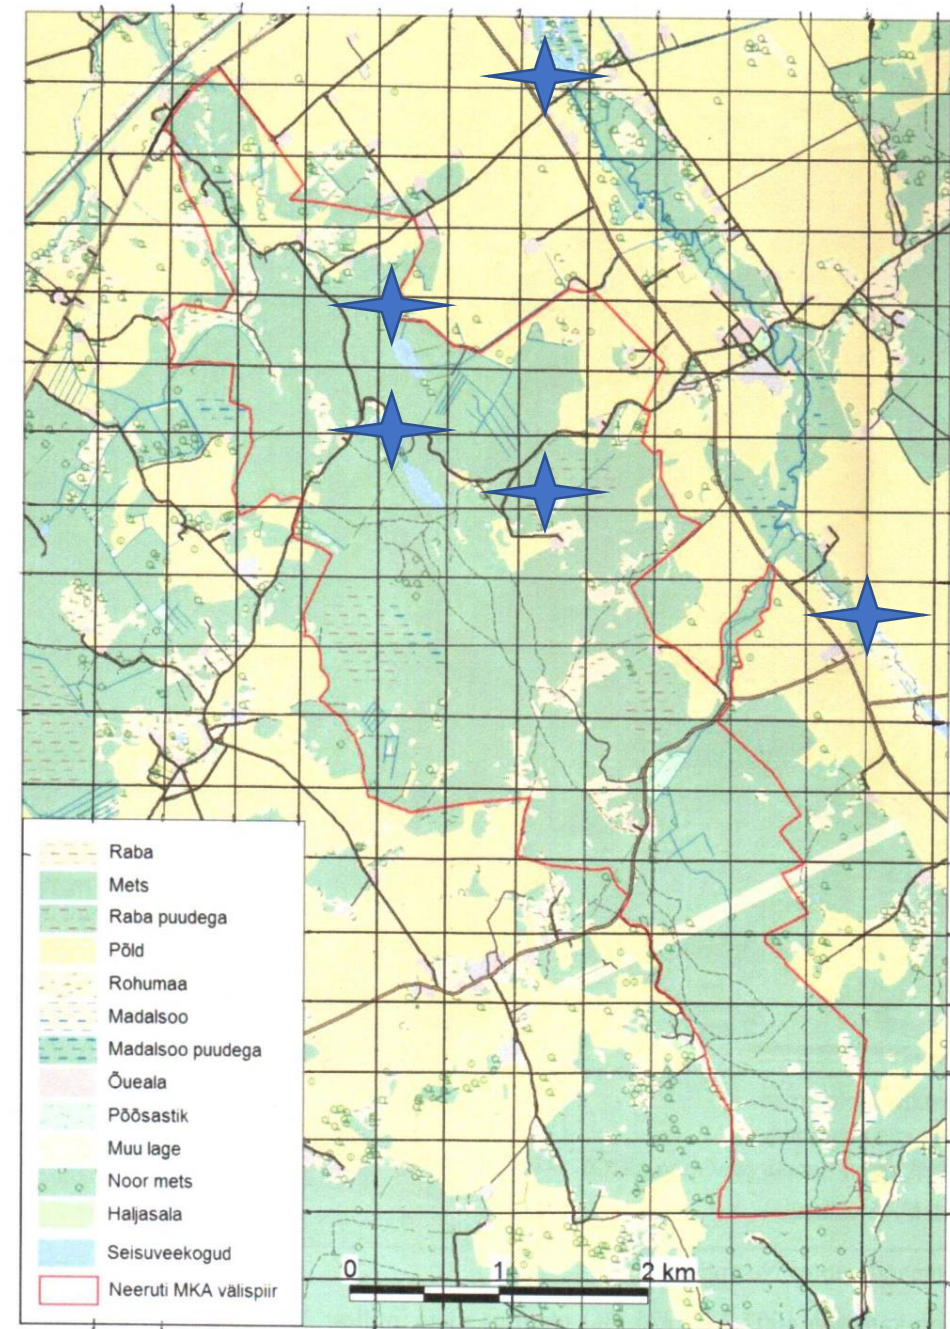 Raba
Mets
Raba puudega
Põld
Rohumaa
Madalsoo
Madalsoo puudega
Õueala
Põõsastik
Muu lage
Noor mets
Haljasala
Seisuveekogud
Neeruti MKA välispiir
0 1 2 km